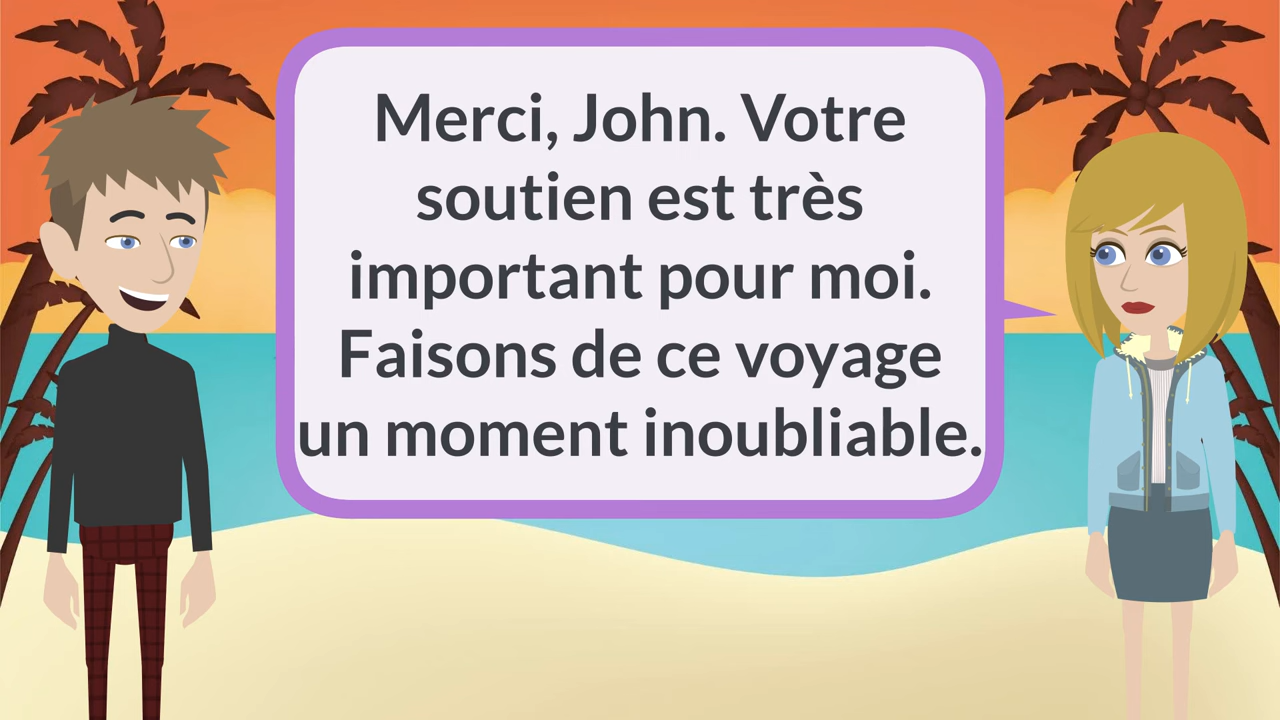 Merci, John. Votre
soutien est très
important pour moi.
Faisons de ce voyage
un moment inoubliable.